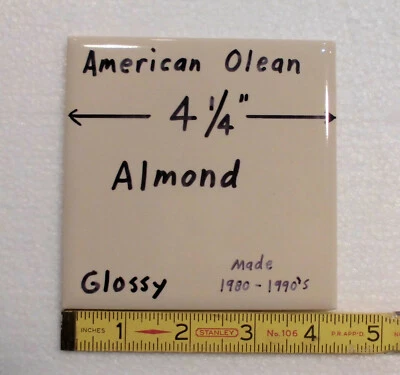 American Olean
4 1/4"
Almond
Glossy
Made
1980 - 1990's
INCHES 1 2 STANLEY 3 No. 106 4 P.B. APP'D 5